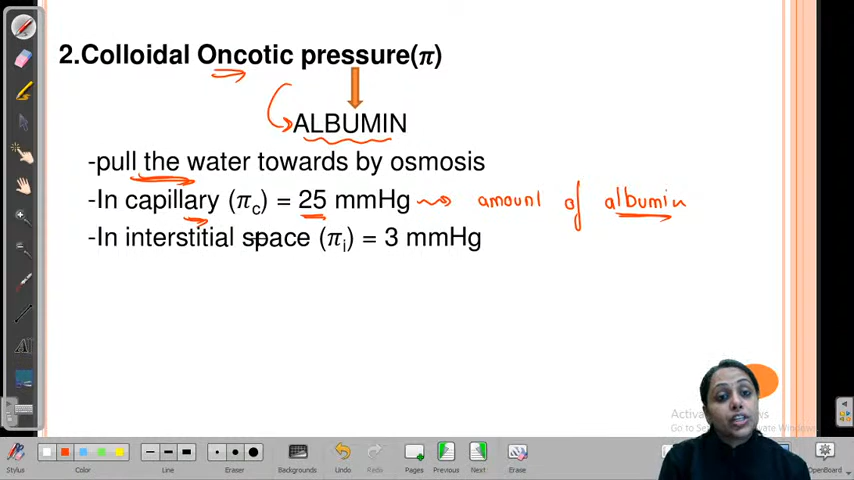 2.Colloidal Oncotic pressure(π)
ALBUMIN
-pull the water towards by osmosis
-In capillary (πc) = 25 mmHg amount of albumin
-In interstitial space (πi) = 3 mmHg
Stylus
Color
Line
Eraser
Backgrounds
Undo
Redo
Pages
Previous
Next
Erase
OpenBoard